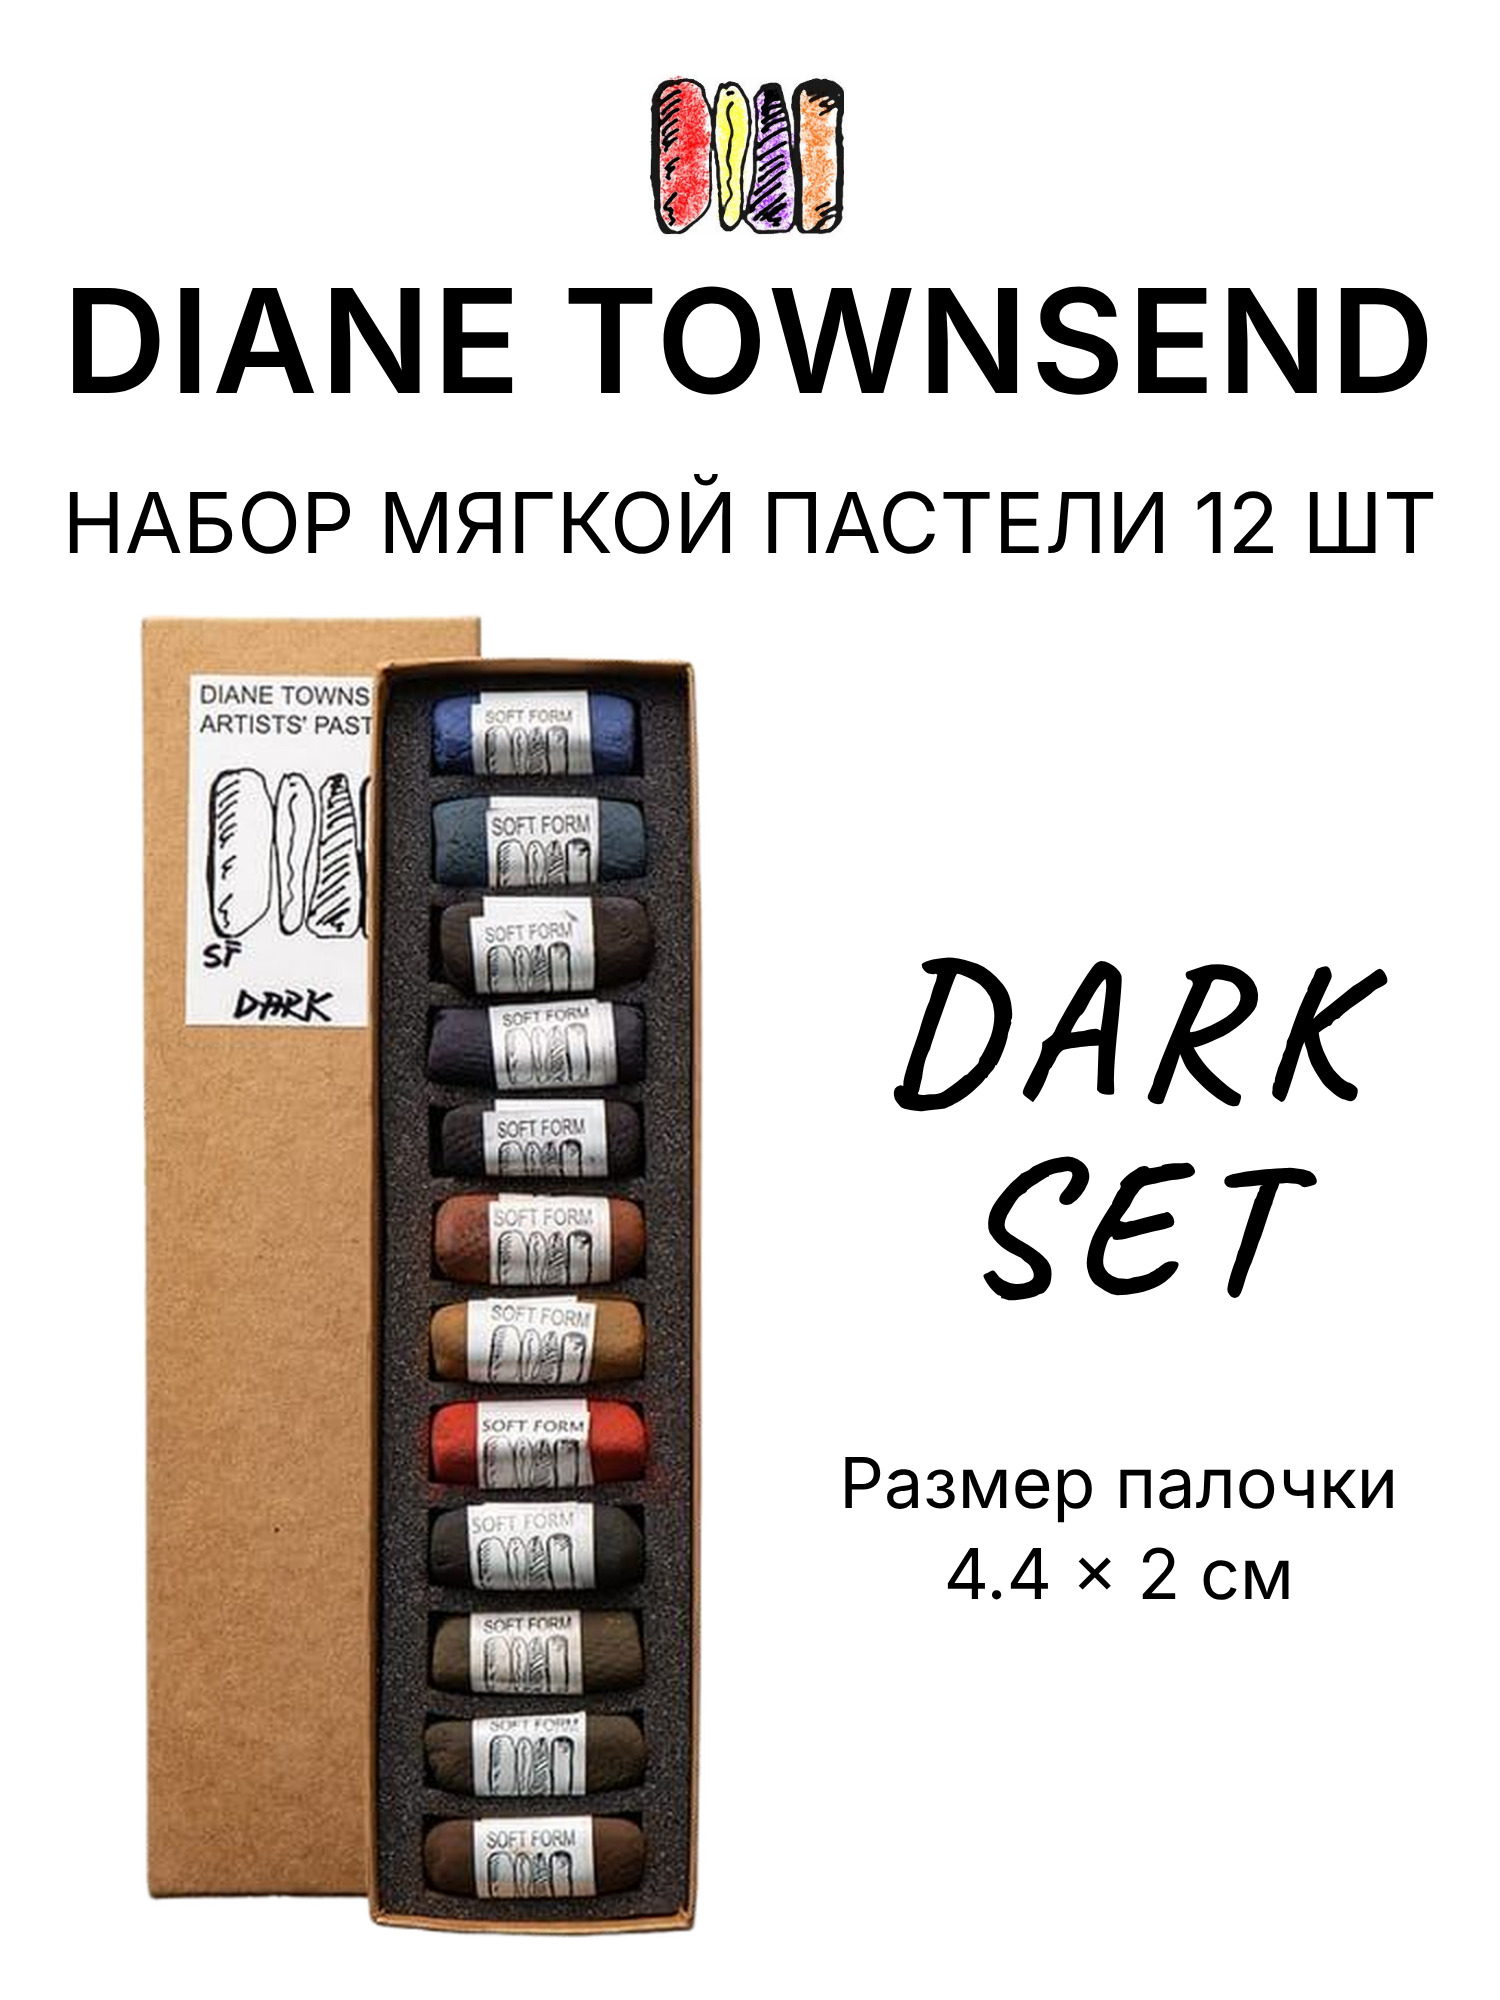 DIANE TOWNSEND
НАБОР МЯГКОЙ ПАСТЕЛИ 12 ШТ
DIANE TOWNS
ARTISTS' PAST
SF
DARK
SOFT FORM
SOFT FORM
SOFT FORM
SOFT FORM
SOFT FORM
SOFT FORM
SOFT FORM
SOFT FORM
SOFT FORM
SOFT FORM
SOFT FORM
SOFT FORM
DARK
SET
Размер палочки
4.4 × 2 см